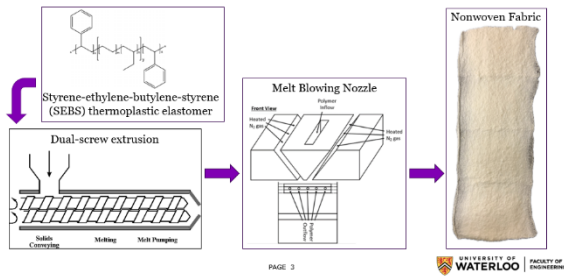 Styrene-ethylene-butylene-styrene
(SEBS) thermoplastic elastomer
Dual-screw extrusion
Solids
Conveying
Melting
Melt Pumping
Melt Blowing Nozzle
Polymer
Inflow
Front View
Heated
N₂ gas
Heated
N₂ gas
Polymer
Outflow
Nonwoven Fabric
PAGE 3
UNIVERSITY OF
WATERLOO
FACULTY OF
ENGINEERING